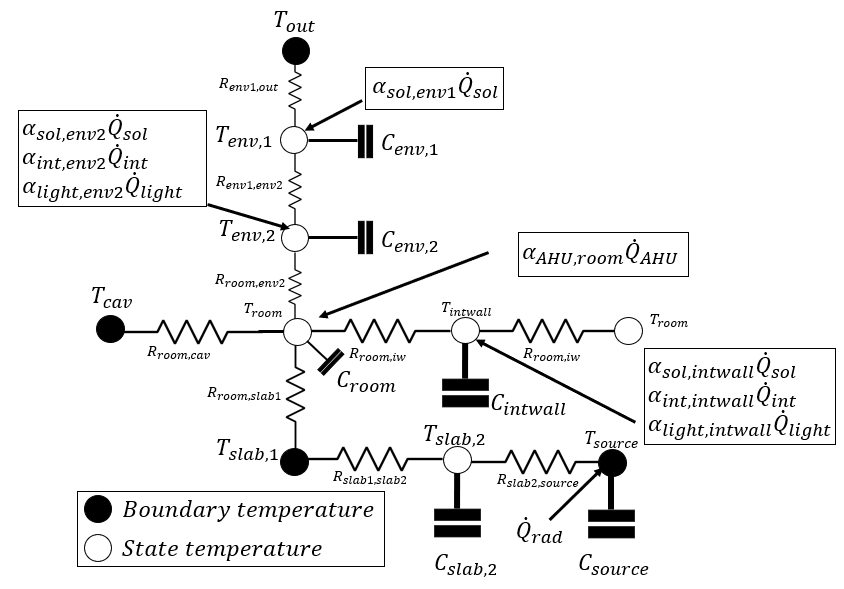 T_out
R_env1,out
α_sol,env1 Q̇_sol
T_env,1
C_env,1
α_sol,env2 Q̇_sol
α_int,env2 Q̇_int
α_light,env2 Q̇_light
R_env1,env2
T_env,2
C_env,2
α_AHU,room Q̇_AHU
R_room,env2
T_cav
T_room
T_intwall
T_room
R_room,cav
R_room,iw
R_room,iw
C_room
α_sol,intwall Q̇_sol
α_int,intwall Q̇_int
α_light,intwall Q̇_light
R_room,slab1
C_intwall
T_slab,1
T_slab,2
T_source
R_slab1,slab2
R_slab2,source
Boundary temperature
State temperature
Q̇_rad
C_slab,2
C_source